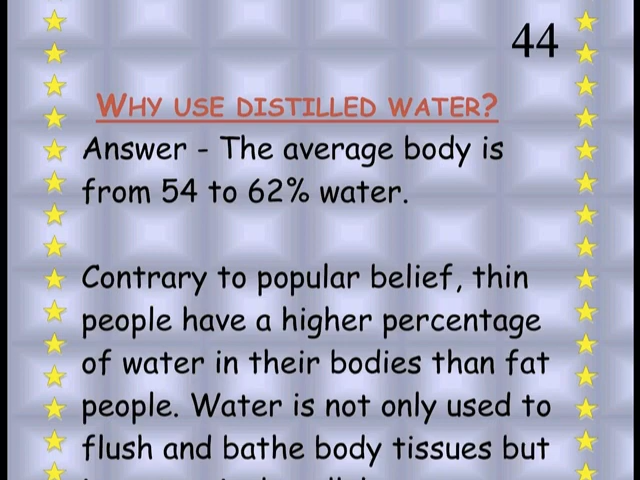 44
WHY USE DISTILLED WATER?
Answer - The average body is
from 54 to 62% water.
Contrary to popular belief, thin
people have a higher percentage
of water in their bodies than fat
people. Water is not only used to
flush and bathe body tissues but